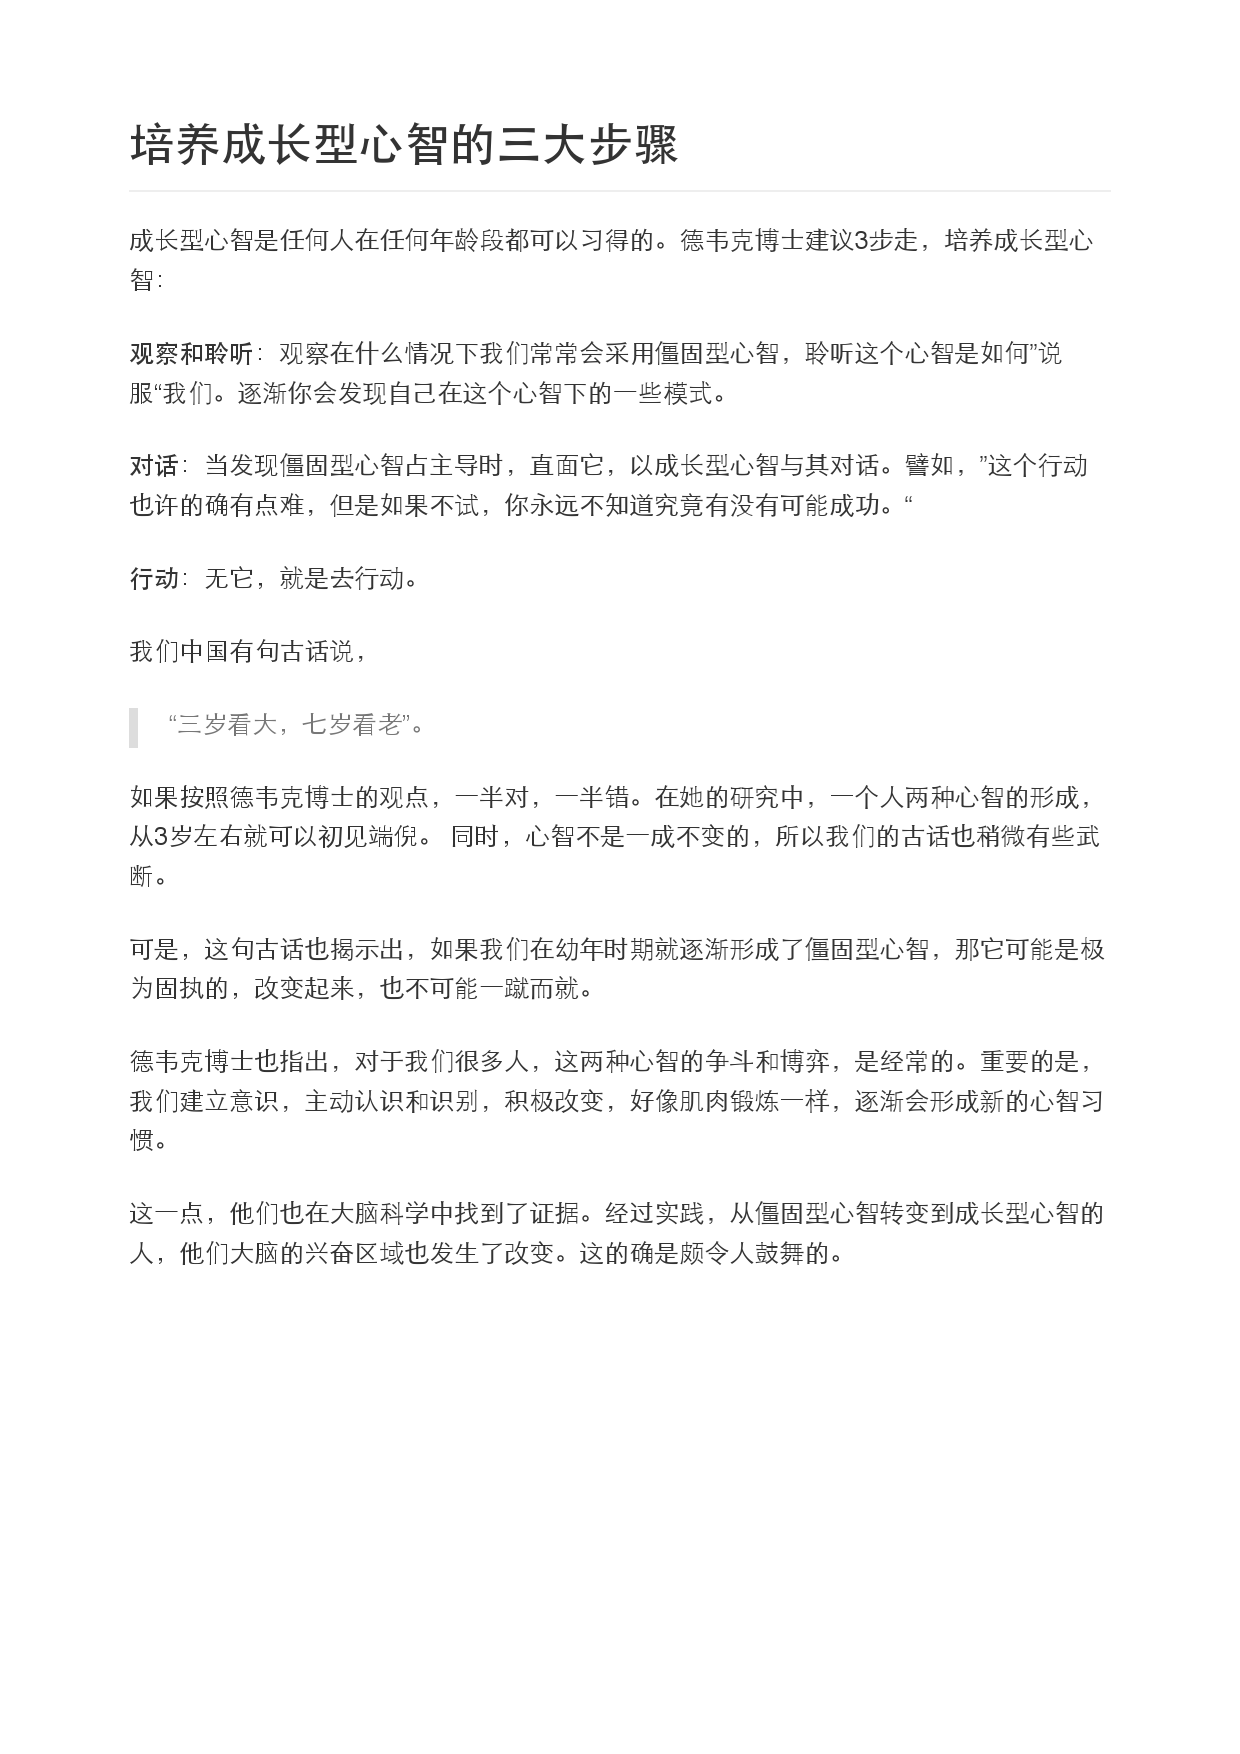 培养成长型心智的三大步骤
成长型心智是任何人在任何年龄段都可以习得的。德韦克博士建议3步走，培养成长型心
智：
观察和聆听：观察在什么情况下我们常常会采用僵固型心智，聆听这个心智是如何”说
服“我们。逐渐你会发现自己在这个心智下的一些模式。
对话：当发现僵固型心智占主导时，直面它，以成长型心智与其对话。譬如，”这个行动
也许的确有点难，但是如果不试，你永远不知道究竟有没有可能成功。“
行动：无它，就是去行动。
我们中国有句古话说，
“三岁看大，七岁看老”。
如果按照德韦克博士的观点，一半对，一半错。在她的研究中，一个人两种心智的形成，
从3岁左右就可以初见端倪。 同时，心智不是一成不变的，所以我们的古话也稍微有些武
断。
可是，这句古话也揭示出，如果我们在幼年时期就逐渐形成了僵固型心智，那它可能是极
为固执的，改变起来，也不可能一蹴而就。
德韦克博士也指出，对于我们很多人，这两种心智的争斗和博弈，是经常的。重要的是，
我们建立意识，主动认识和识别，积极改变，好像肌肉锻炼一样，逐渐会形成新的心智习
惯。
这一点，他们也在大脑科学中找到了证据。经过实践，从僵固型心智转变到成长型心智的
人，他们大脑的兴奋区域也发生了改变。这的确是颇令人鼓舞的。